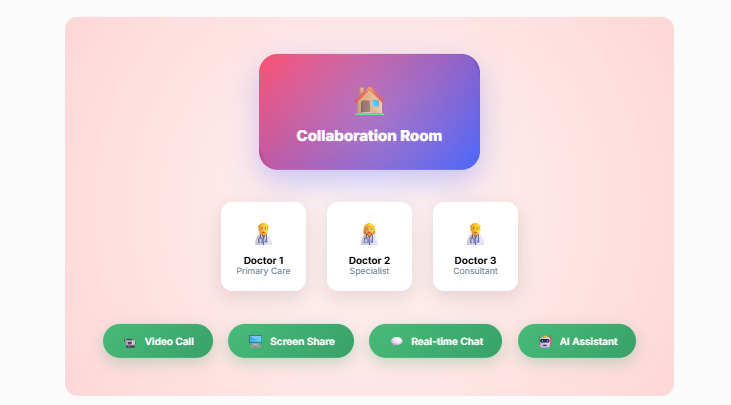 Collaboration Room
Doctor 1
Primary Care
Doctor 2
Specialist
Doctor 3
Consultant
Video Call
Screen Share
Real-time Chat
AI Assistant